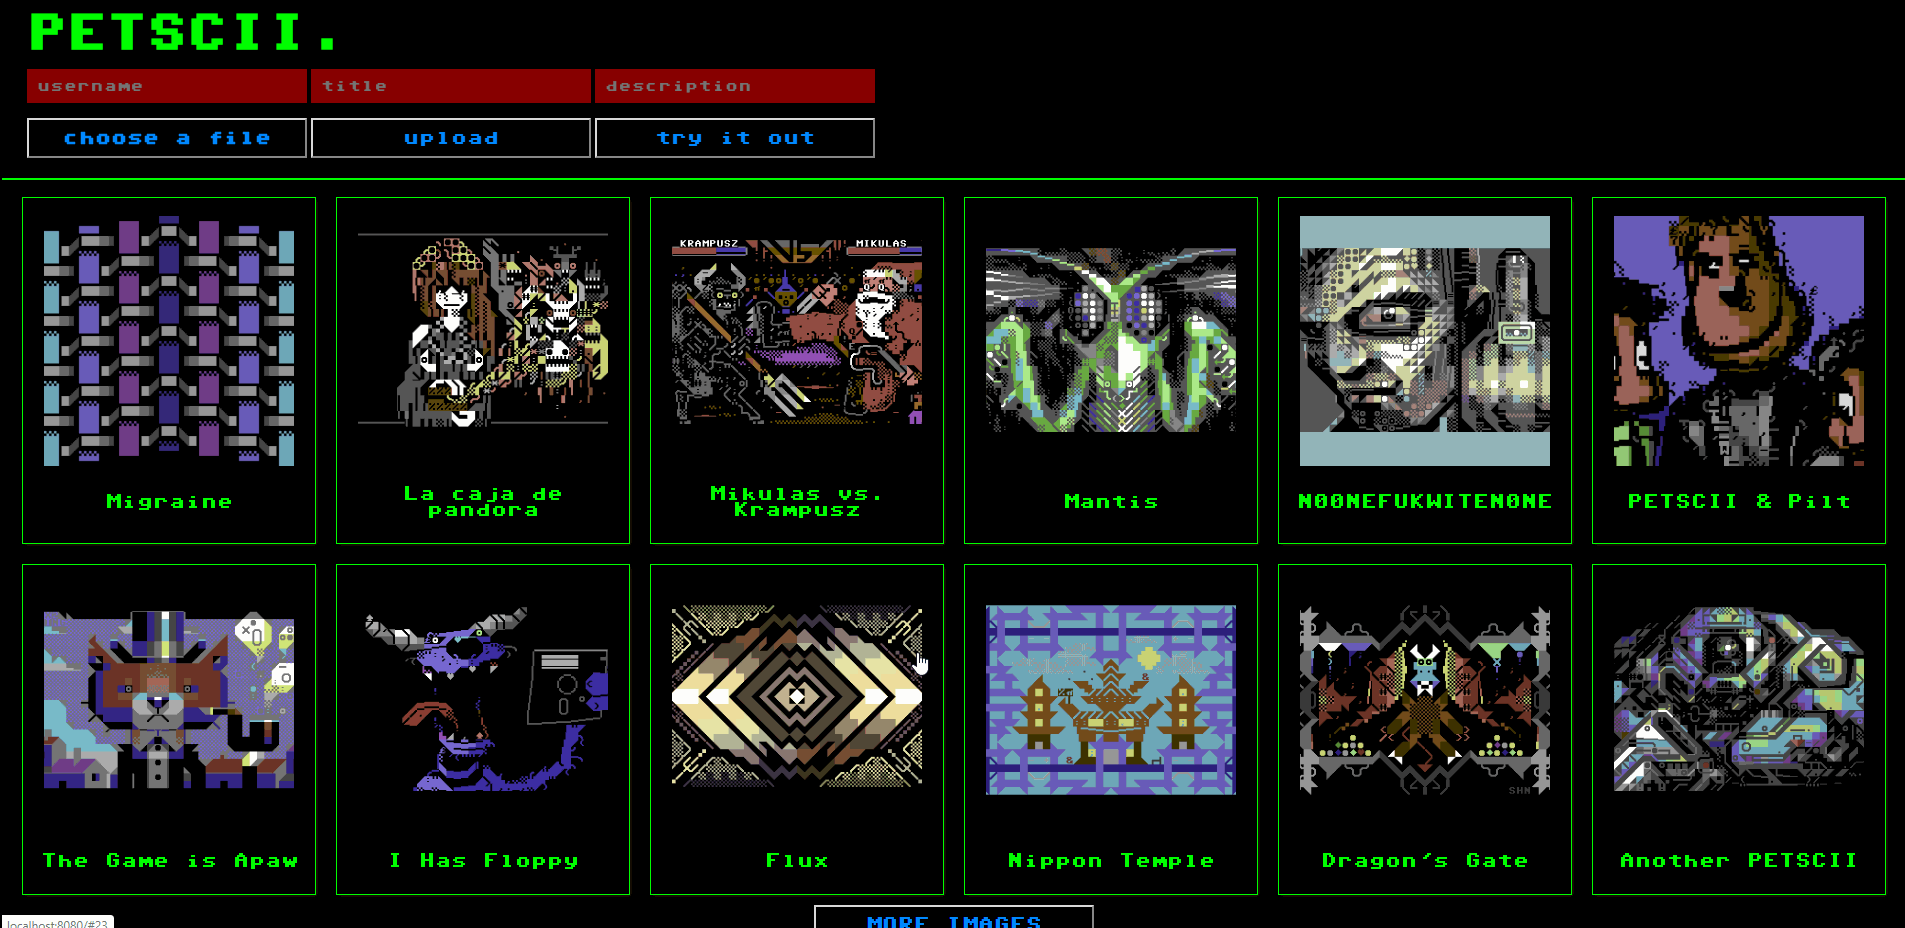 PETSCII.
username
title
description
choose a file
upload
try it out
KRAMPUSZ
MIKULAS
Migraine
La caja de
pandora
Mikulas vs.
Krampusz
Mantis
N00NEFUKWITEN0NE
PETSCII & Pilt
SHN
The Game is Apaw
I Has Floppy
Flux
Nippon Temple
Dragon's Gate
Another PETSCII
MORE IMAGES
localhost:8080/#23